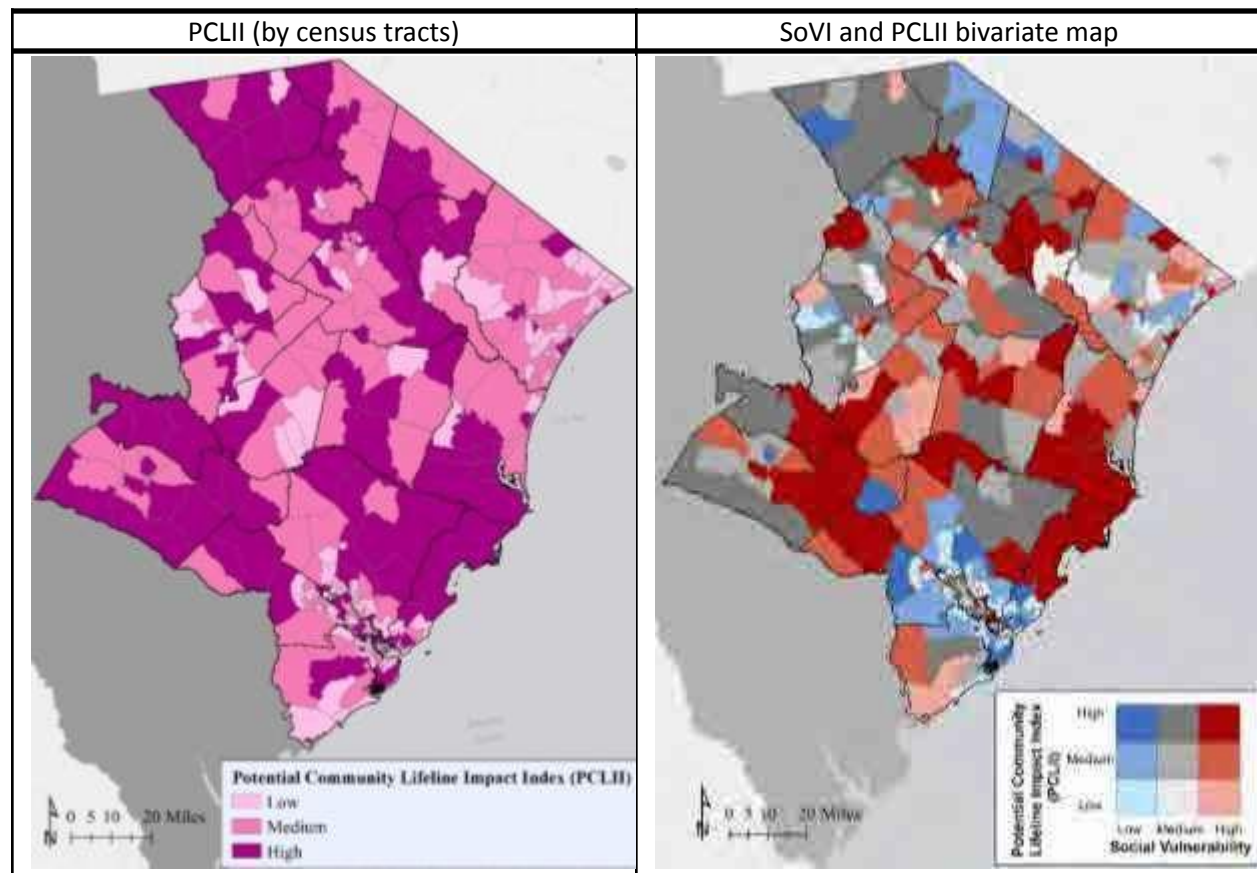 PCLII (by census tracts)
SoVI and PCLII bivariate map
Potential Community Lifeline Impact Index (PCLII)
Low
Medium
High
0 5 10 20 Miles
N
0 5 10 20 Miles
N
Potential Community
Lifeline Impact Index
(PCLII)
High
Medium
Low
Low Medium High
Social Vulnerability